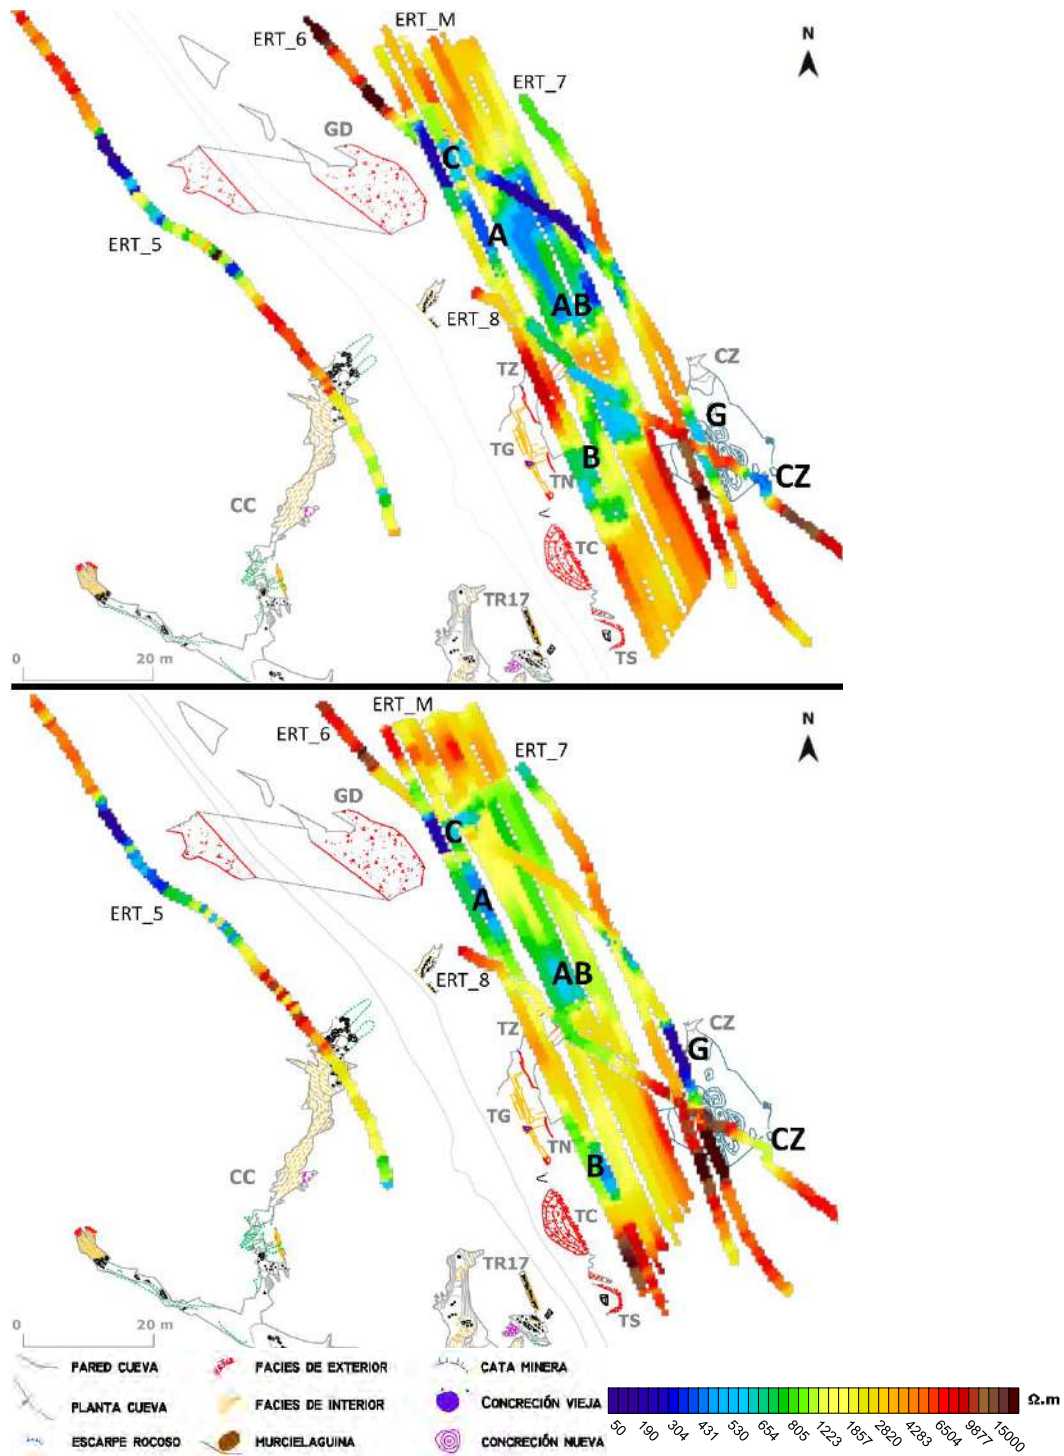 ERT_M
ERT_6
N
ERT_7
GD
C
A
ERT_5
AB
ERT_8
TZ
CZ
G
TG
B
TN
CZ
CC
TC
TR17
0 20 m
TS
ERT_M
ERT_6
N
ERT_7
GD
C
A
ERT_5
AB
ERT_8
TZ
CZ
G
TG
TN
CZ
B
CC
TC
TR17
0 20 m
TS
PARED CUEVA FACIES DE EXTERIOR CATA MINERA
PLANTA CUEVA FACIES DE INTERIOR CONCRECIÓN VIEJA
ESCARPE ROCOSO MURCIELAGUINA CONCRECIÓN NUEVA
Ω.m
50 190 304 431 530 654 805 1223 1857 2820 4283 6504 9877 15000